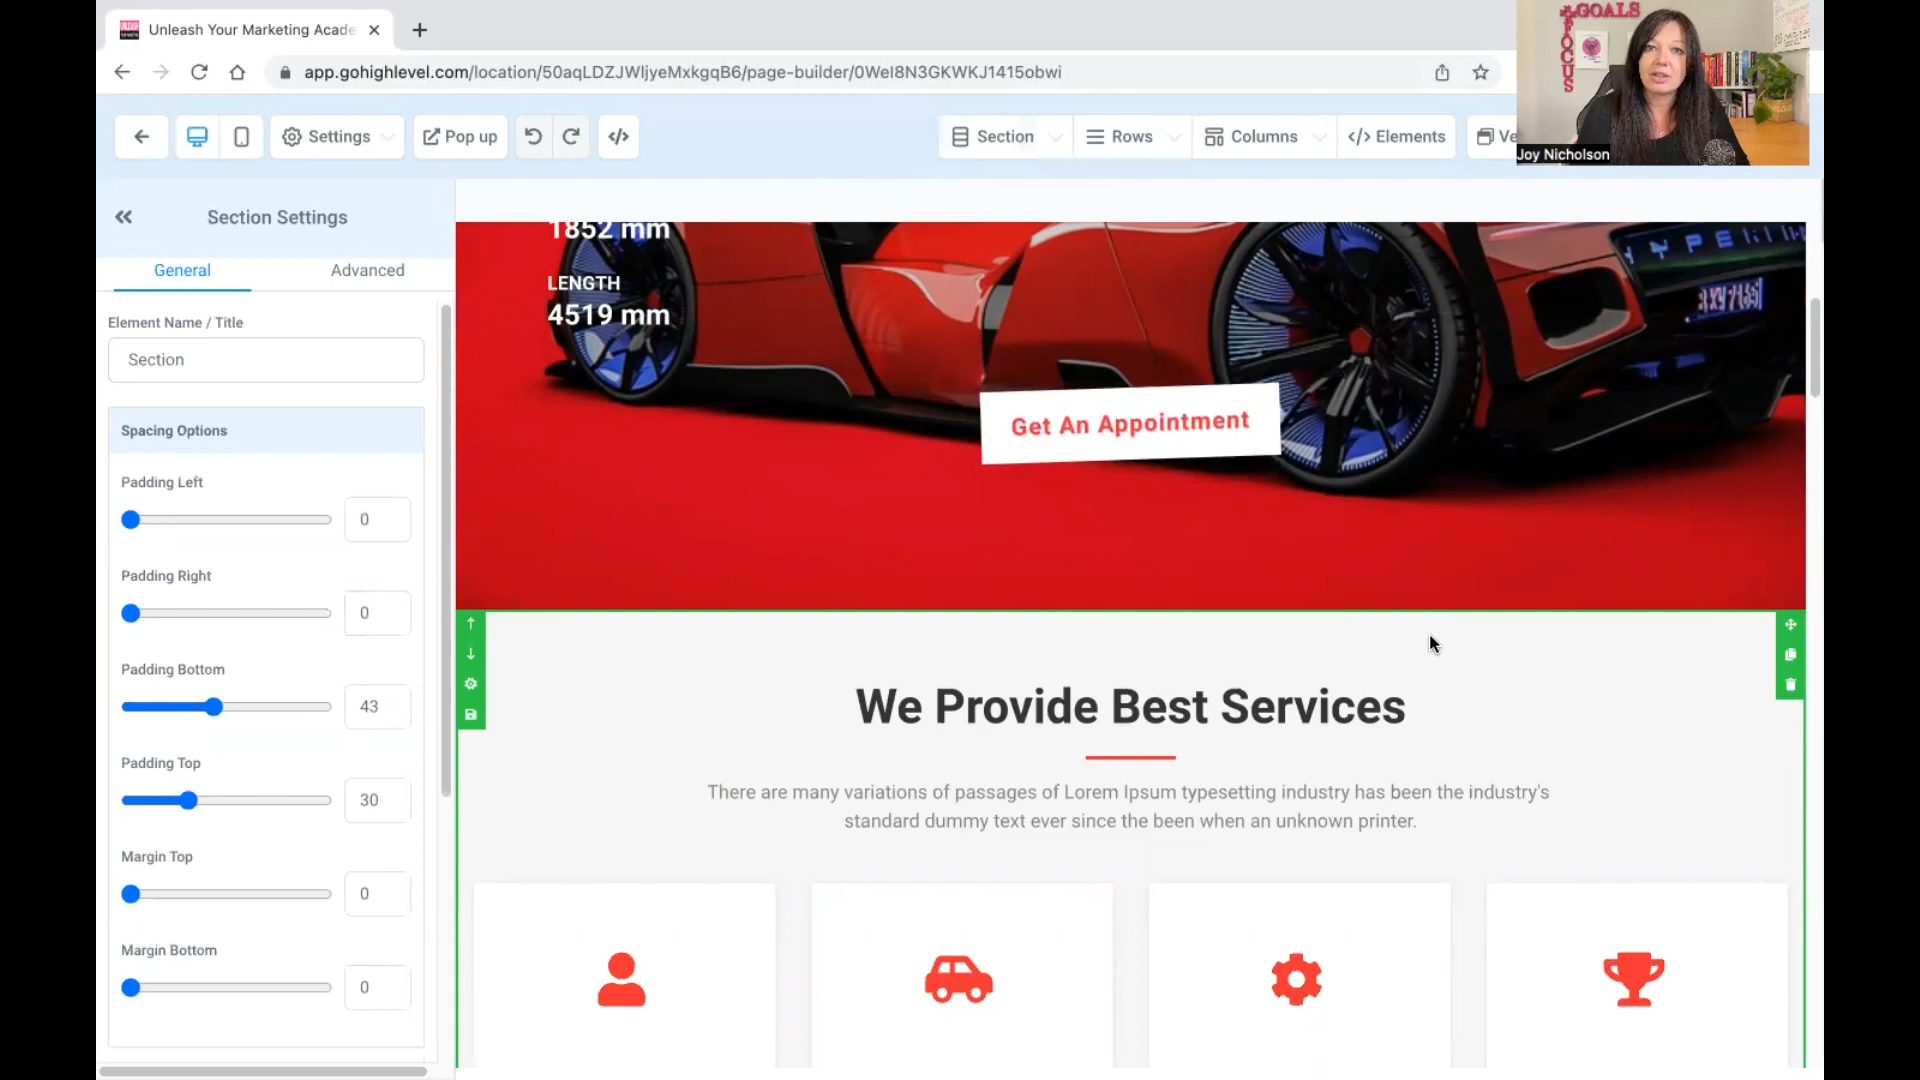 Unleash Your Marketing Acade
app.gohighlevel.com/location/50aqLDZJWljyeMxkgqB6/page-builder/0WeI8N3GKWKJ1415obwi
GOALS
FOCUS
Joy Nicholson
Settings
Pop up
Section
Rows
Columns
</> Elements
Ve
Section Settings
General
Advanced
Element Name / Title
Section
Spacing Options
Padding Left
0
Padding Right
0
Padding Bottom
43
Padding Top
30
Margin Top
0
Margin Bottom
0
1852 mm
LENGTH
4519 mm
Get An Appointment
We Provide Best Services
There are many variations of passages of Lorem Ipsum typesetting industry has been the industry's
standard dummy text ever since the been when an unknown printer.